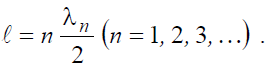 ℓ = n λₙ/2 (n = 1, 2, 3, …) .